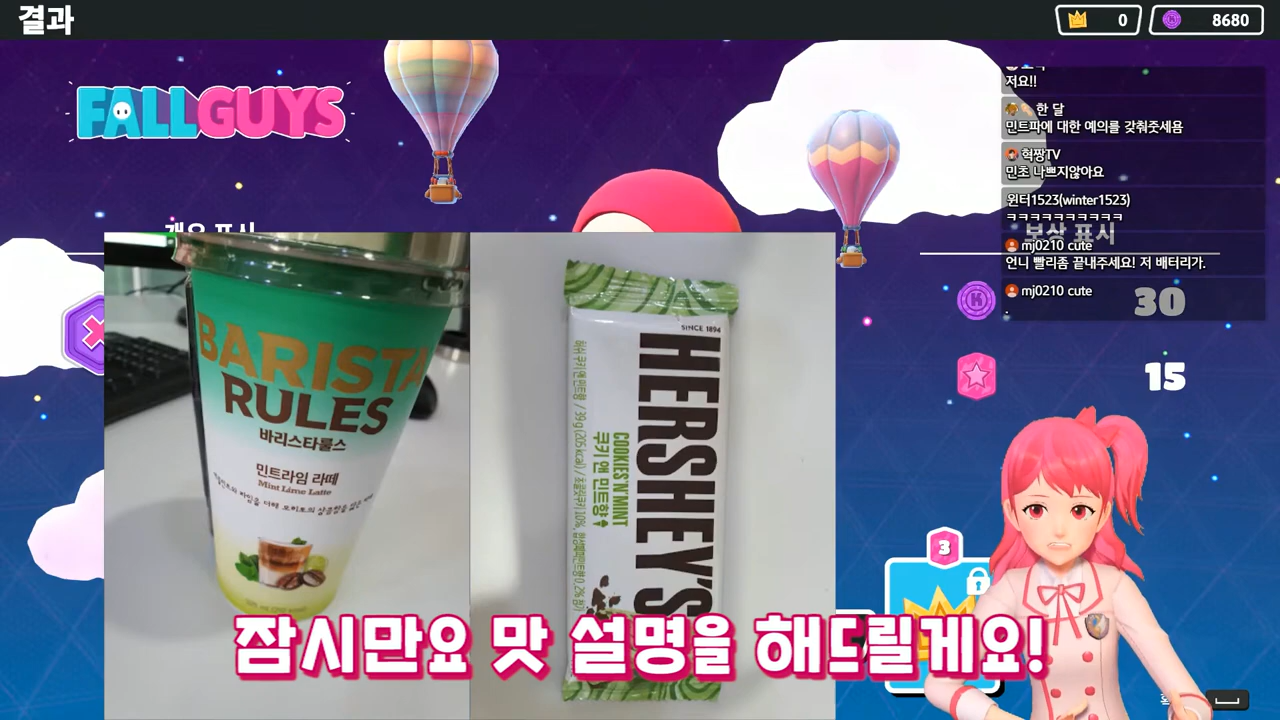 결과
0
8680
FALL GUYS
저요!!
한 달
민트파에 대한 예의를 갖춰줏세욤
혁짱TV
민초 나쁘지않아요
윈터1523(winter1523)
ㅋㅋㅋㅋㅋㅋㅋㅋㅋㅋ
보상 표시
mj0210 cute
언니 빨리좀 끝내주세요! 저 배터리가.
mj0210 cute
.
30
15
3
BARISTA
RULES
바리스타룰스
민트라임 라떼
Mint Lime Latte
SINCE 1894
HERSHEY'S
COOKIES 'N' MINT
쿠키 앤 민트향
잠시만요 맛 설명을 해드릴게요!